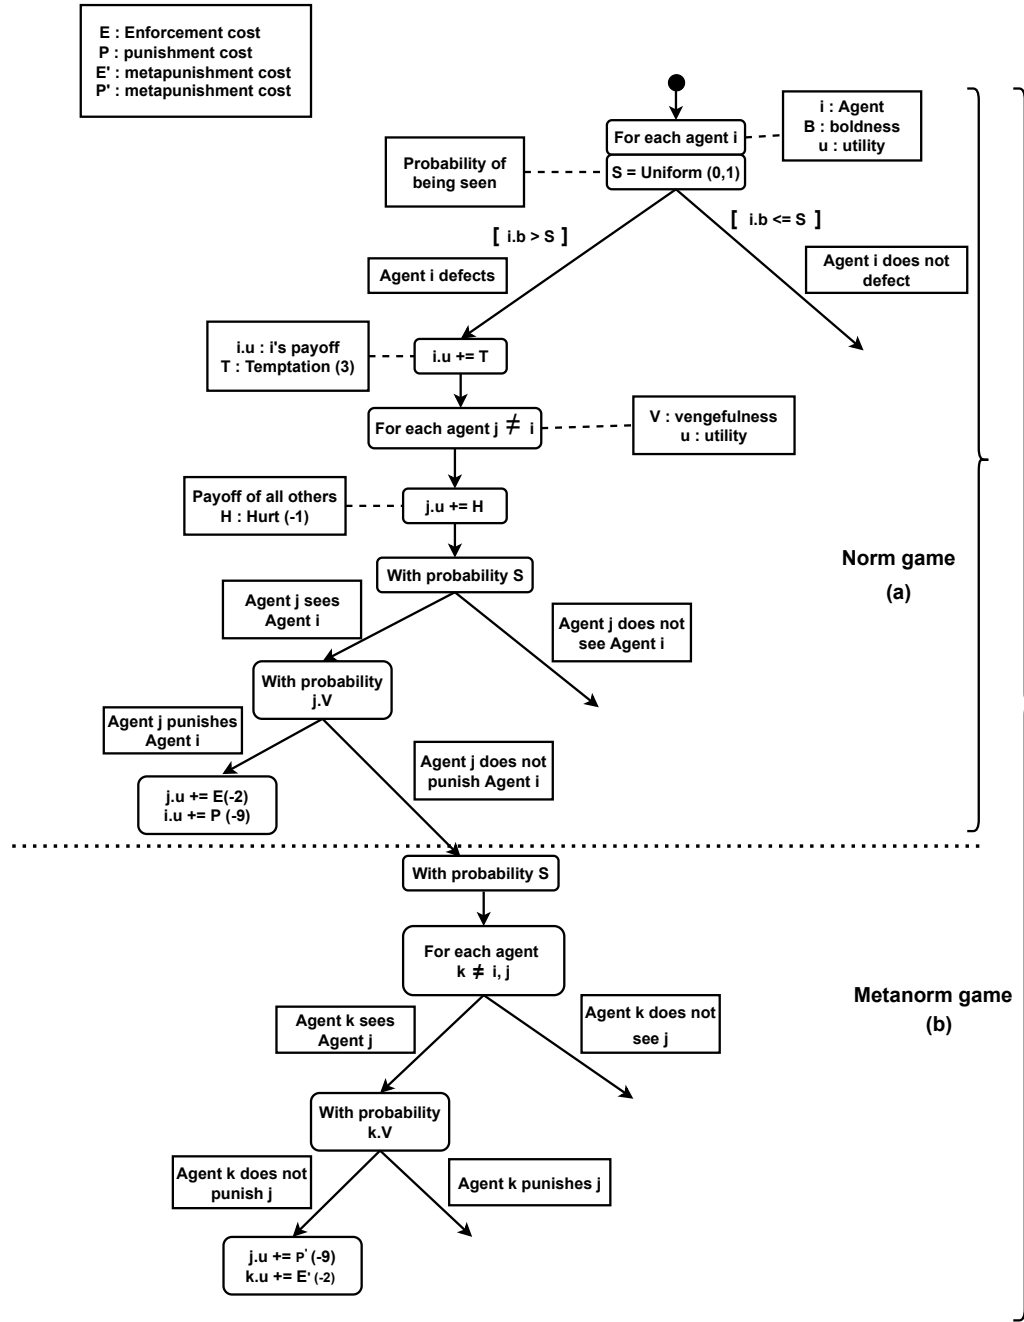 E : Enforcement cost
P : punishment cost
E' : metapunishment cost
P' : metapunishment cost
For each agent i
S = Uniform (0,1)
i : Agent
B : boldness
u : utility
Probability of
being seen
[ i.b > S ]
[ i.b <= S ]
Agent i defects
Agent i does not
defect
i.u : i's payoff
T : Temptation (3)
i.u += T
For each agent j ≠ i
V : vengefulness
u : utility
Payoff of all others
H : Hurt (-1)
j.u += H
Norm game
(a)
With probability S
Agent j sees
Agent i
Agent j does not
see Agent i
With probability
j.V
Agent j punishes
Agent i
Agent j does not
punish Agent i
j.u += E(-2)
i.u += P (-9)
With probability S
For each agent
k ≠ i, j
Metanorm game
(b)
Agent k sees
Agent j
Agent k does not
see j
With probability
k.V
Agent k does not
punish j
Agent k punishes j
j.u += P' (-9)
k.u += E' (-2)